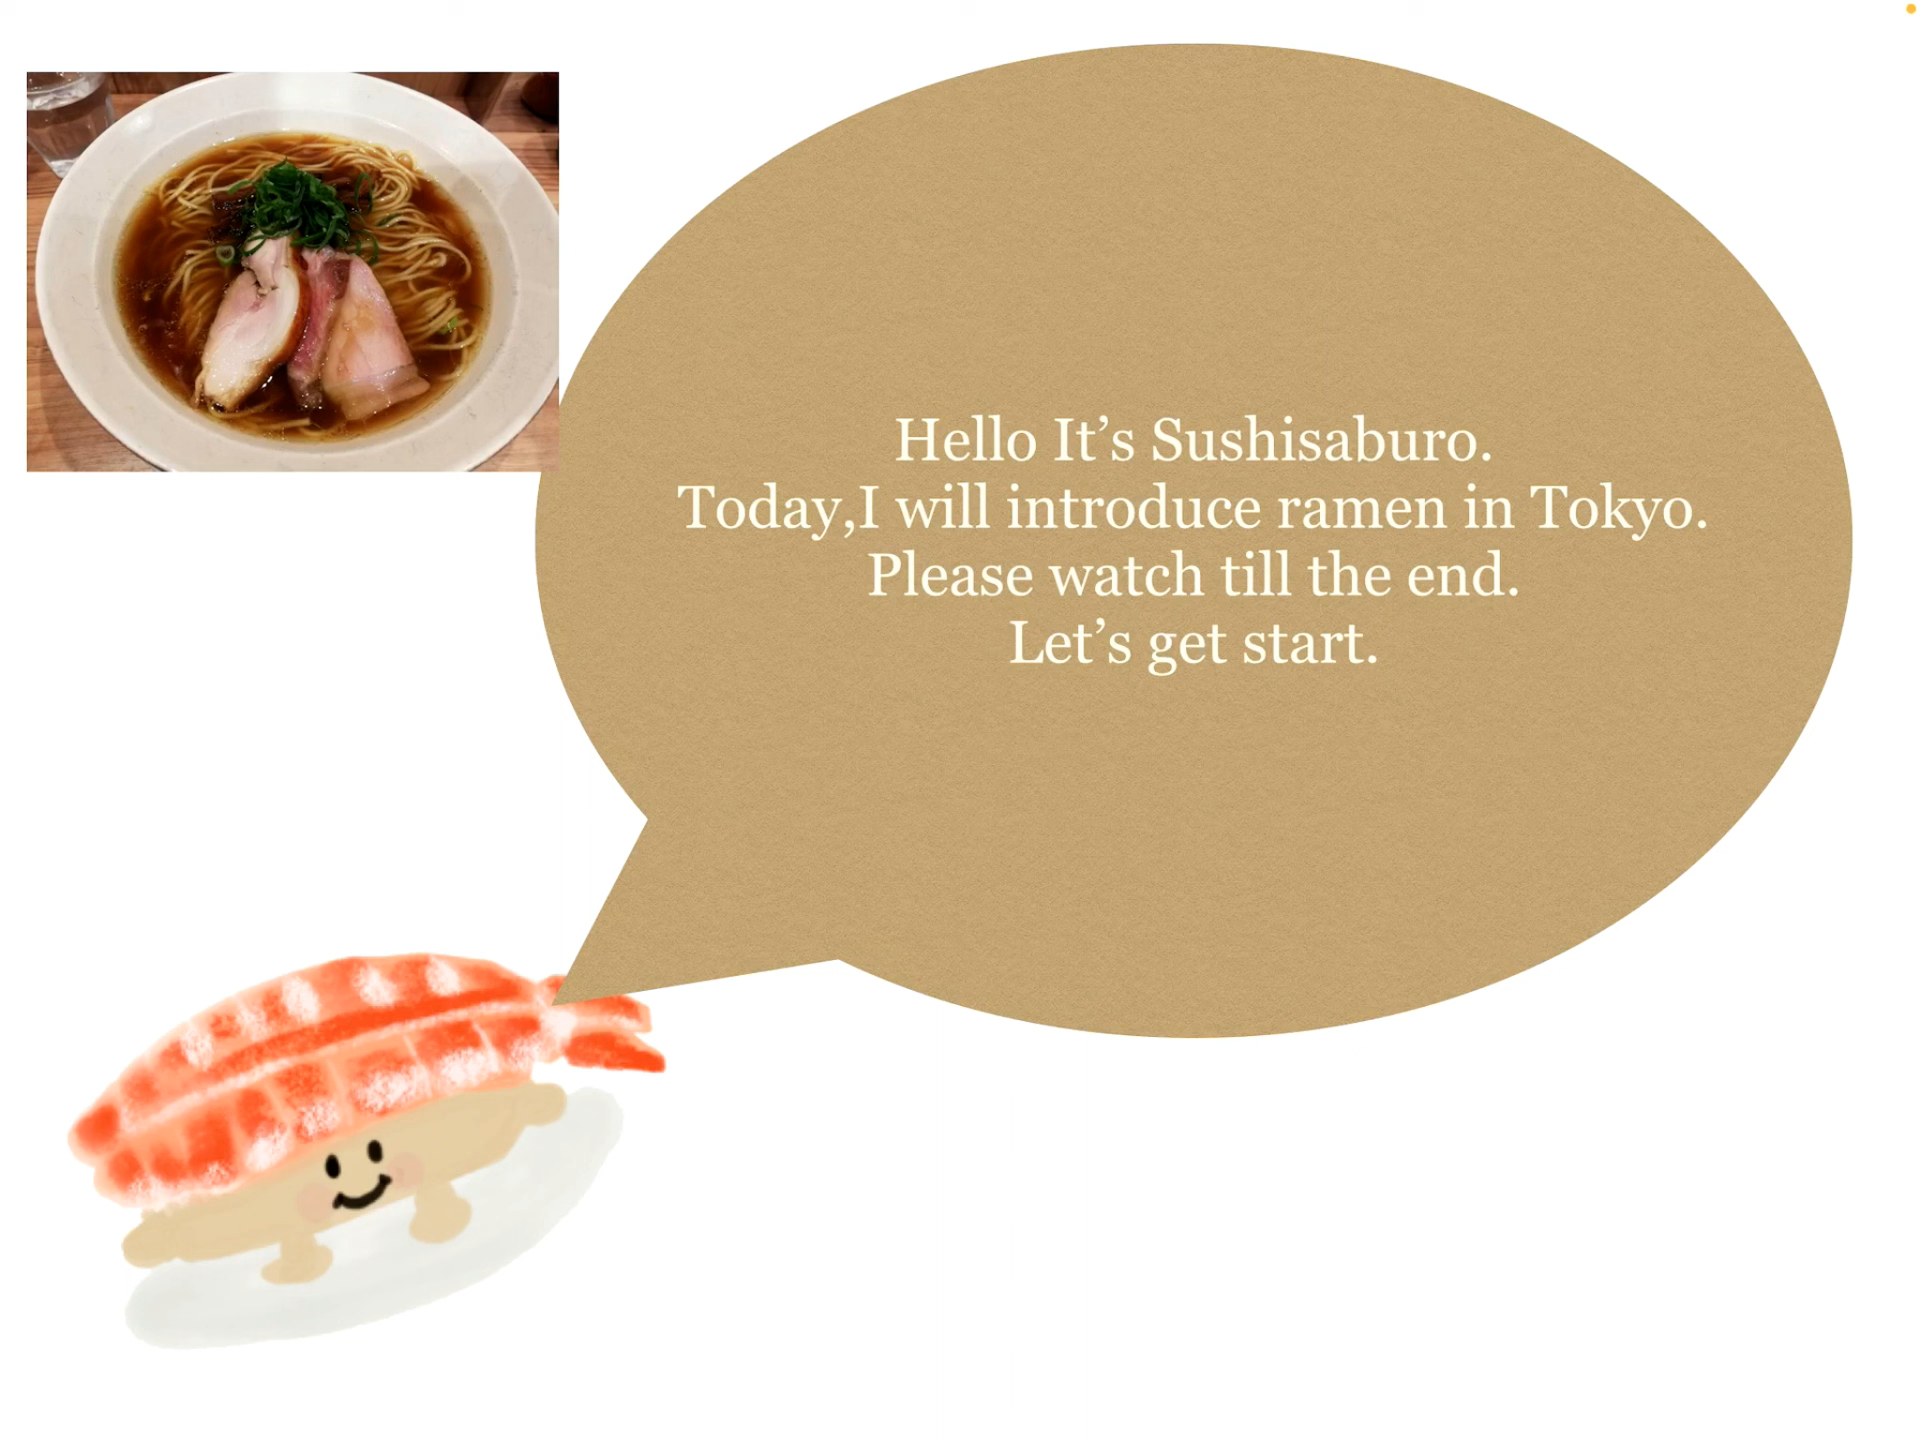 Hello It’s Sushisaburo.
Today,I will introduce ramen in Tokyo.
Please watch till the end.
Let’s get start.